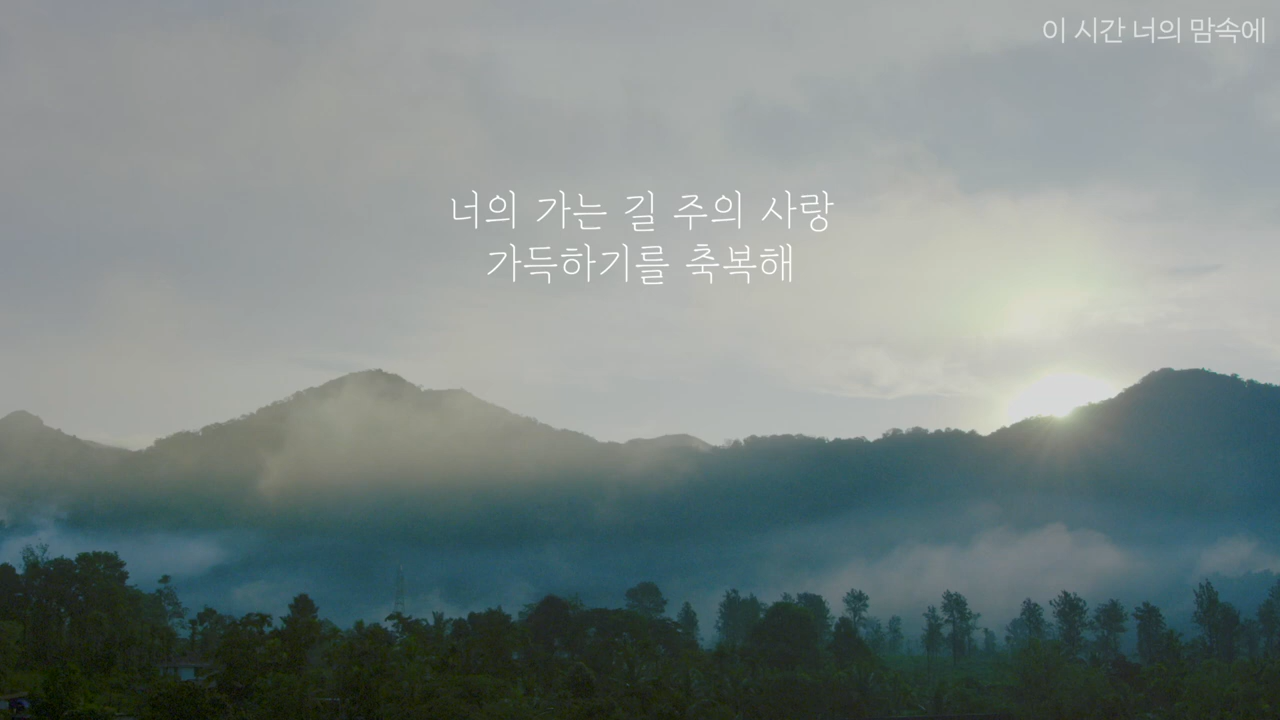 이 시간 너의 맘속에
너의 가는 길 주의 사랑
가득하기를 축복해